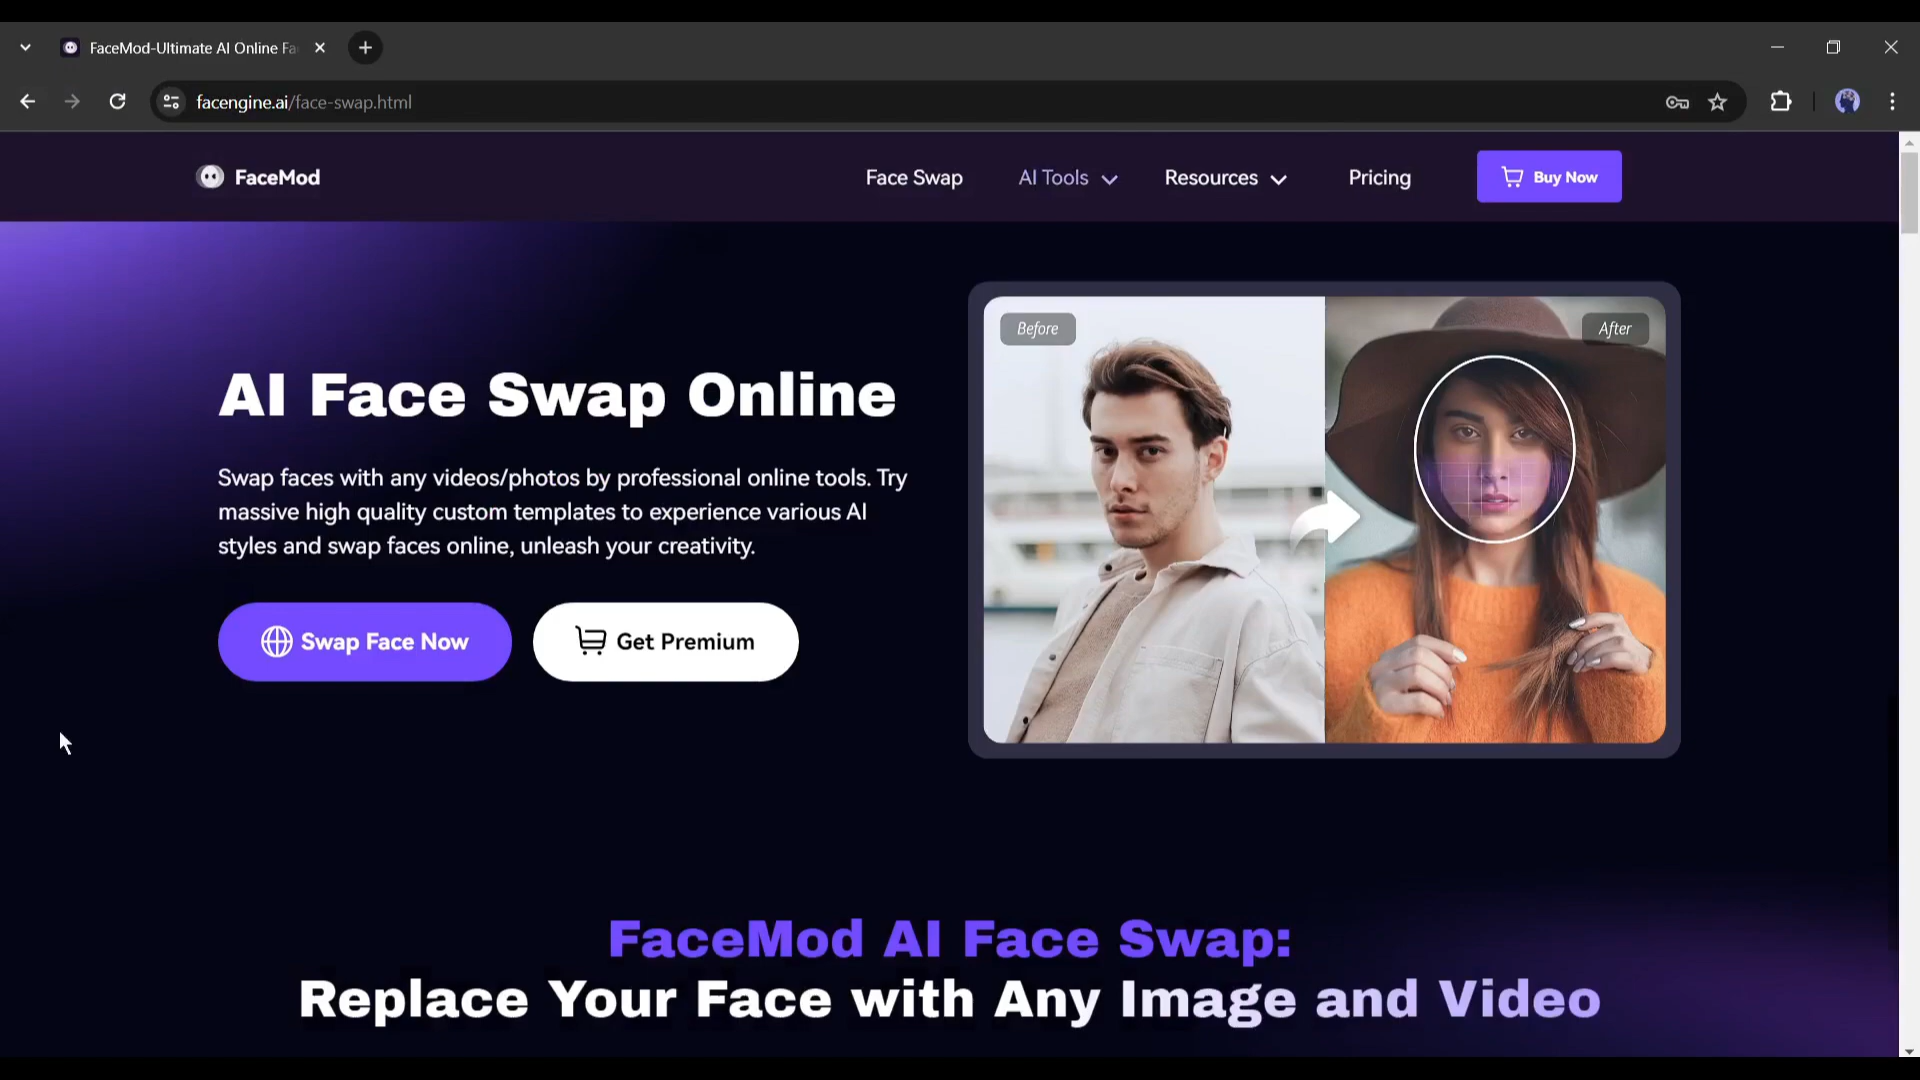 FaceMod-Ultimate AI Online Fa
facengine.ai/face-swap.html
FaceMod
Face Swap
AI Tools
Resources
Pricing
Buy Now
Before
After
AI Face Swap Online
Swap faces with any videos/photos by professional online tools. Try
massive high quality custom templates to experience various AI
styles and swap faces online, unleash your creativity.
Swap Face Now
Get Premium
FaceMod AI Face Swap:
Replace Your Face with Any Image and Video